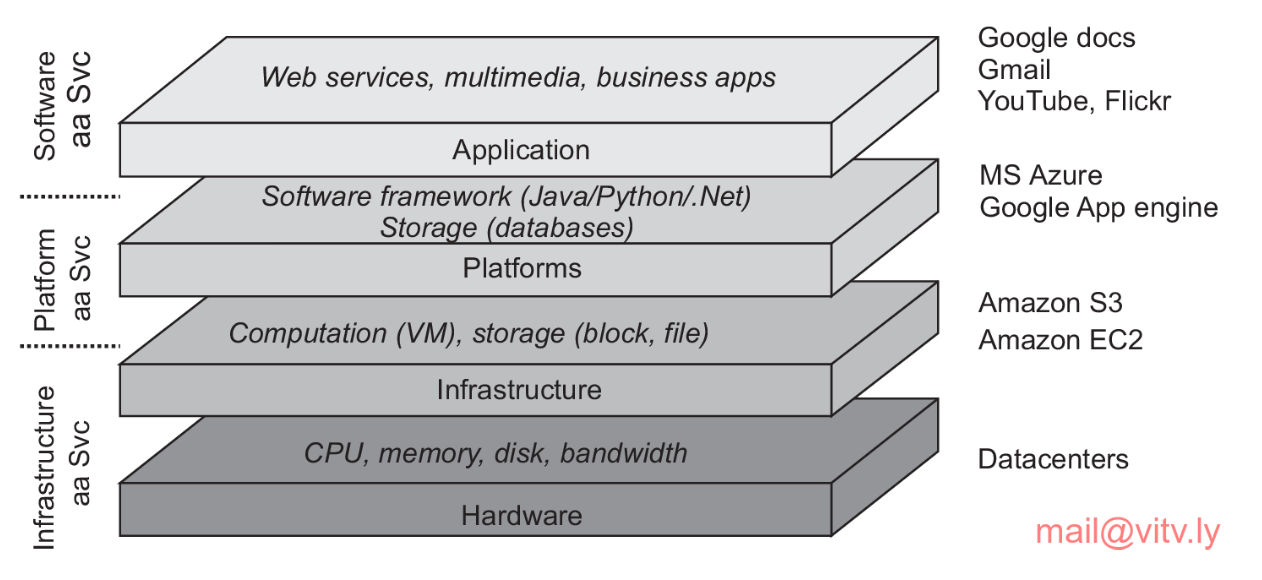 Software
aa Svc
Web services, multimedia, business apps
Application
Google docs
Gmail
YouTube, Flickr
Platform
aa Svc
Software framework (Java/Python/.Net)
Storage (databases)
Platforms
MS Azure
Google App engine
Infrastructure
aa Svc
Computation (VM), storage (block, file)
Infrastructure
Amazon S3
Amazon EC2
CPU, memory, disk, bandwidth
Hardware
Datacenters
mail@vitv.ly